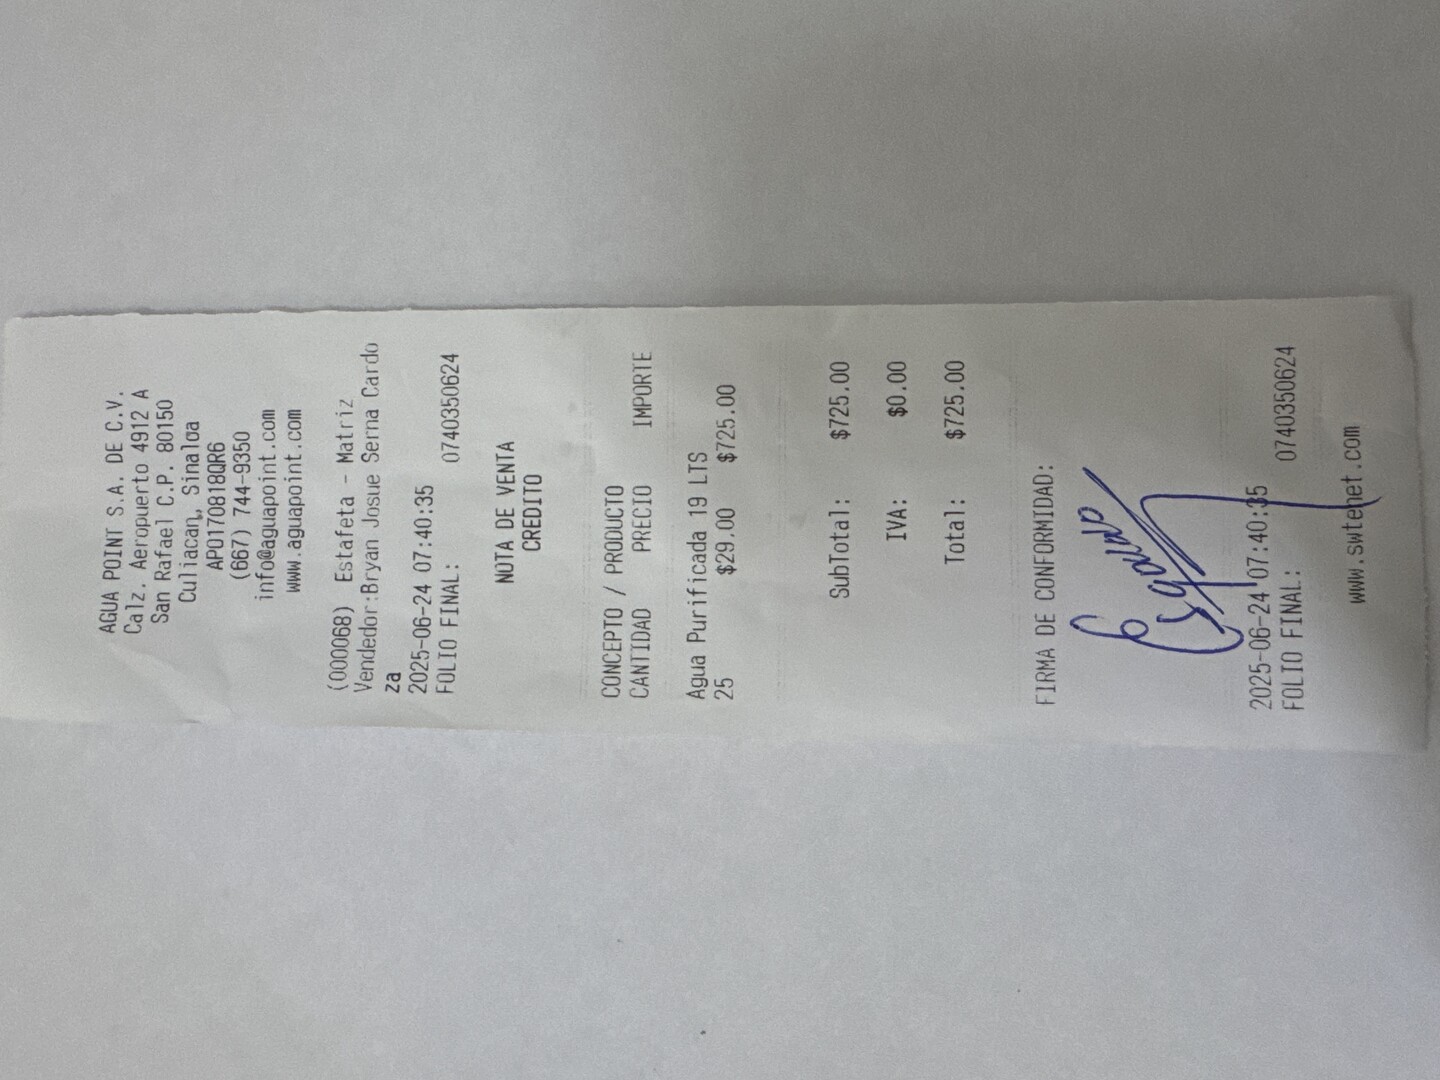 AGUA POINT S.A. DE C.V.
Calz. Aeropuerto 4912 A
San Rafael C.P. 80150
Culiacan, Sinaloa
APO170818QR6
(667) 744-9350
info@aguapoint.com
www.aguapoint.com
(000068) Estafeta - Matriz
Vendedor:Bryan Josue Serna Cardo
za
2025-06-24 07:40:35
FOLIO FINAL: 0740350624
NOTA DE VENTA
CREDITO
CONCEPTO / PRODUCTO
CANTIDAD PRECIO IMPORTE
Agua Purificada 19 LTS
25 $29.00 $725.00
SubTotal: $725.00
IVA: $0.00
Total: $725.00
FIRMA DE CONFORMIDAD:
2025-06-24 07:40:35
FOLIO FINAL: 0740350624
www.swtenet.com